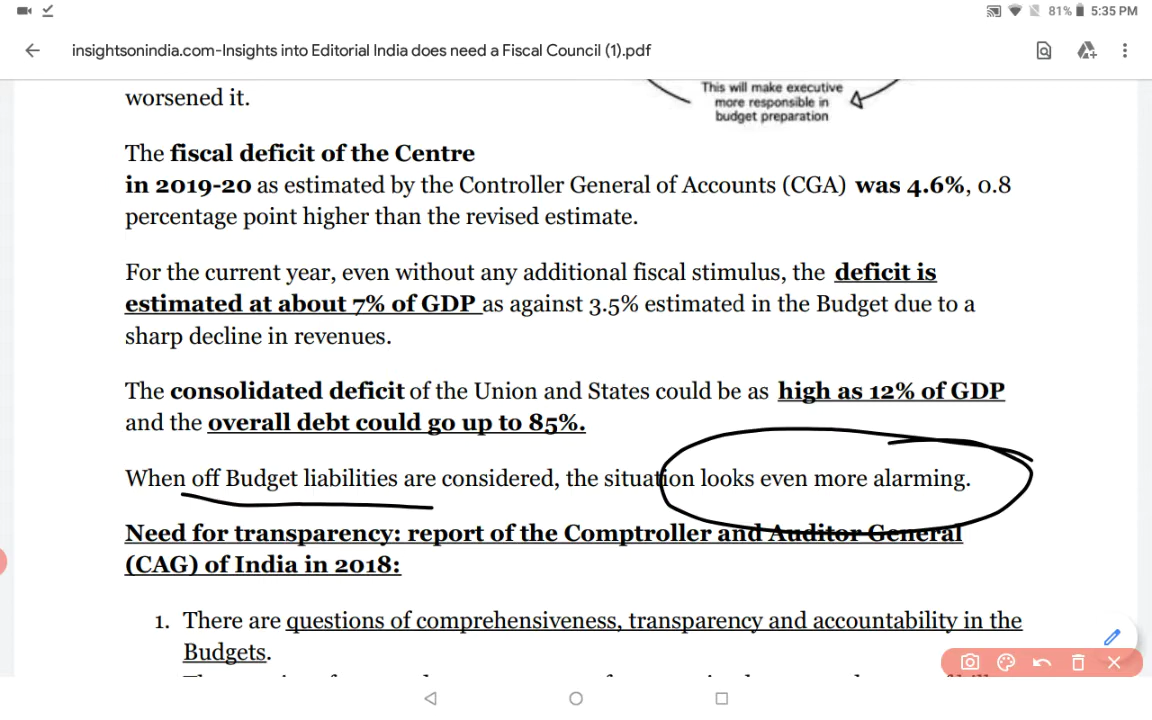 81% 5:35 PM
insightsonindia.com-Insights into Editorial India does need a Fiscal Council (1).pdf
This will make executive
more responsible in
budget preparation
worsened it.
The fiscal deficit of the Centre
in 2019-20 as estimated by the Controller General of Accounts (CGA) was 4.6%, 0.8
percentage point higher than the revised estimate.
For the current year, even without any additional fiscal stimulus, the deficit is
estimated at about 7% of GDP as against 3.5% estimated in the Budget due to a
sharp decline in revenues.
The consolidated deficit of the Union and States could be as high as 12% of GDP
and the overall debt could go up to 85%.
When off Budget liabilities are considered, the situation looks even more alarming.
Need for transparency: report of the Comptroller and Auditor General
(CAG) of India in 2018:
1. There are questions of comprehensiveness, transparency and accountability in the
Budgets.